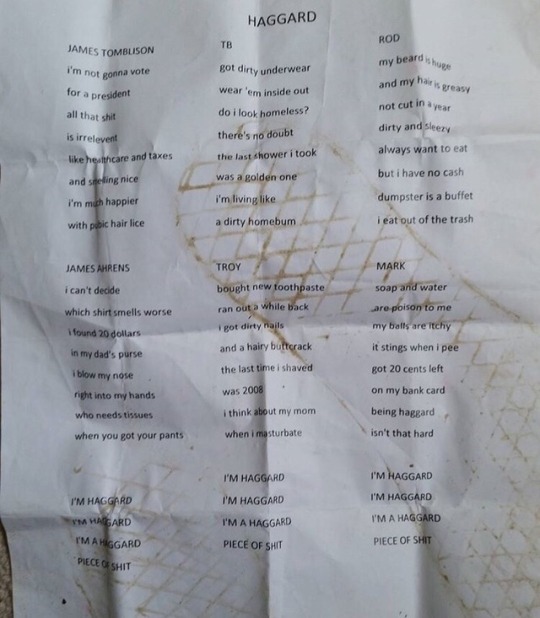 HAGGARD
JAMES TOMBLISON
i'm not gonna vote
for a president
all that shit
is irrelevent
like healthcare and taxes
and smelling nice
i'm much happier
with pubic hair lice
TB
got dirty underwear
wear 'em inside out
do i look homeless?
there's no doubt
the last shower i took
was a golden one
i'm living like
a dirty homebum
ROD
my beard is huge
and my hair is greasy
not cut in a year
dirty and sleezy
always want to eat
but i have no cash
dumpster is a buffet
i eat out of the trash
JAMES AHRENS
i can't decide
which shirt smells worse
i found 20 dollars
in my dad's purse
i blow my nose
right into my hands
who needs tissues
when you got your pants
TROY
bought new toothpaste
ran out a while back
i got dirty nails
and a hairy buttcrack
the last time i shaved
was 2008
i think about my mom
when i masturbate
MARK
soap and water
are poison to me
my balls are itchy
it stings when i pee
got 20 cents left
on my bank card
being haggard
isn't that hard
I'M HAGGARD
I'M HAGGARD
I'M A HAGGARD
PIECE OF SHIT
I'M HAGGARD
I'M HAGGARD
I'M A HAGGARD
PIECE OF SHIT
I'M HAGGARD
I'M HAGGARD
I'M A HAGGARD
PIECE OF SHIT